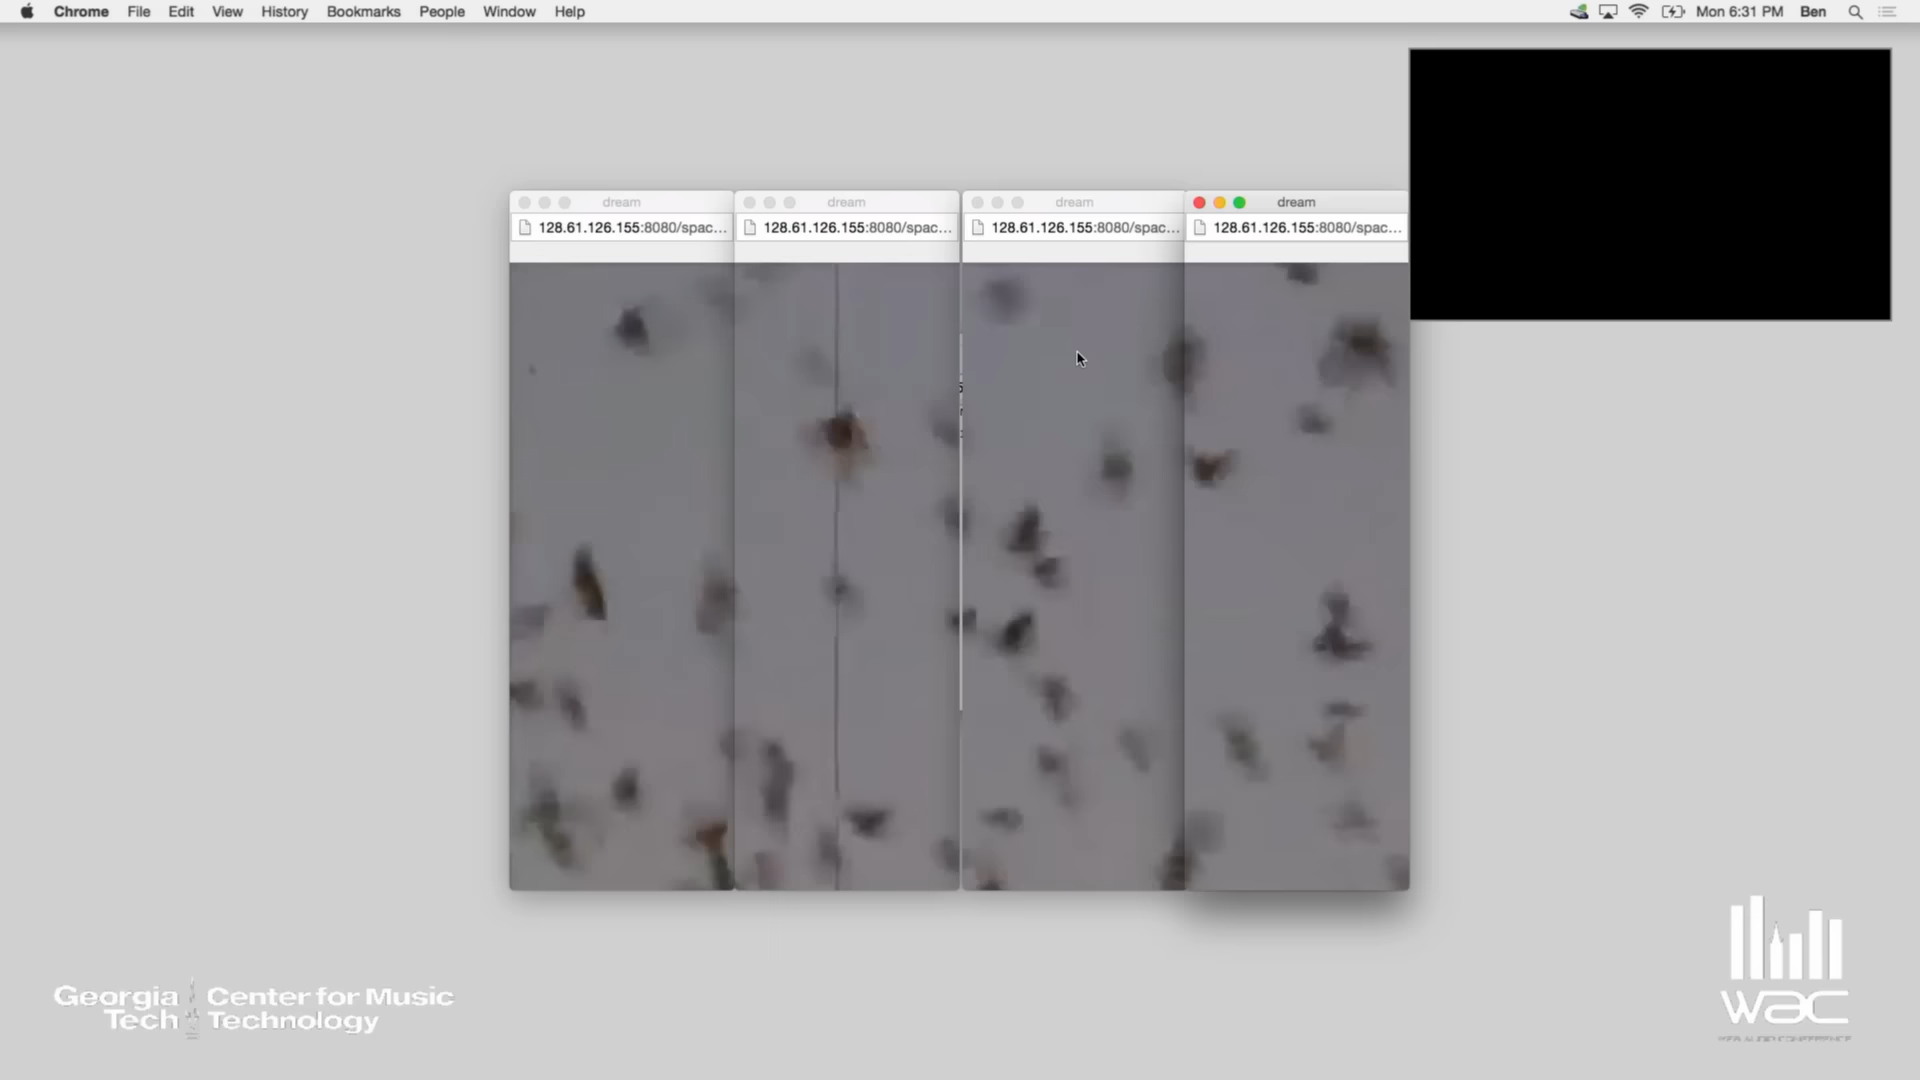 Chrome File Edit View History Bookmarks People Window Help Mon 6:31 PM Ben
dream dream dream dream
128.61.126.155:8080/spac... 128.61.126.155:8080/spac... 128.61.126.155:8080/spac... 128.61.126.155:8080/spac...
Georgia Tech
Center for Music Technology
wac